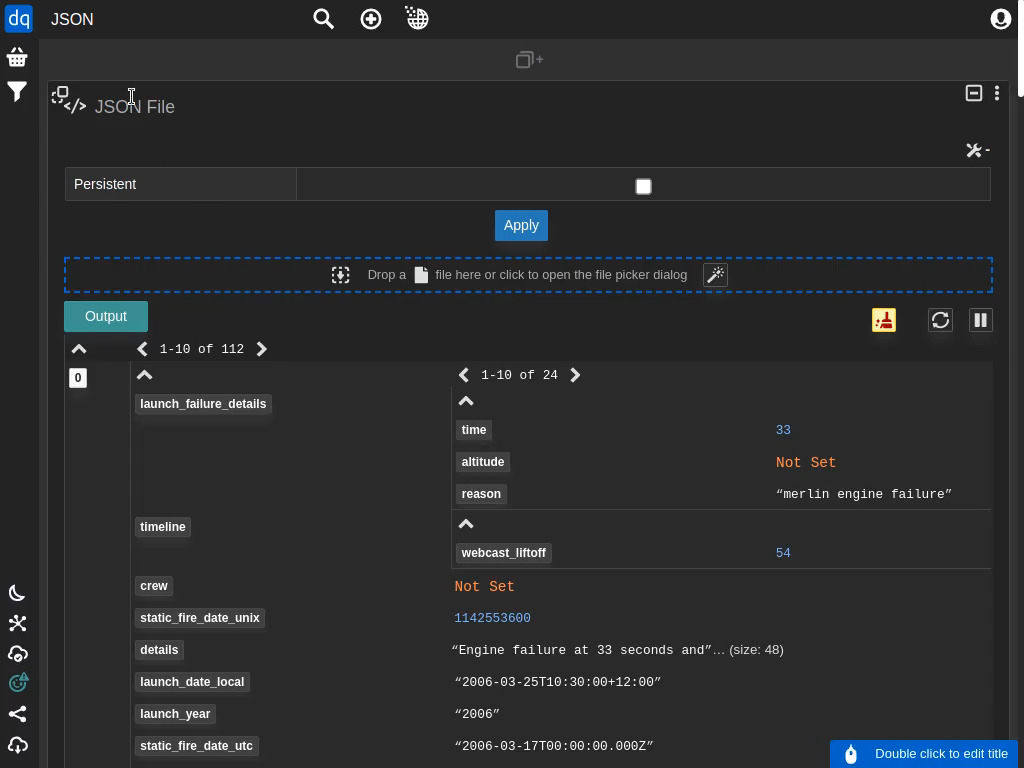 dq JSON
</> JSON File
Persistent
Apply
Drop a file here or click to open the file picker dialog
Output
1-10 of 112
0
1-10 of 24
launch_failure_details
time 33
altitude Not Set
reason “merlin engine failure”
timeline
webcast_liftoff 54
crew Not Set
static_fire_date_unix 1142553600
details “Engine failure at 33 seconds and”… (size: 48)
launch_date_local “2006-03-25T10:30:00+12:00”
launch_year “2006”
static_fire_date_utc “2006-03-17T00:00:00.000Z”
Double click to edit title